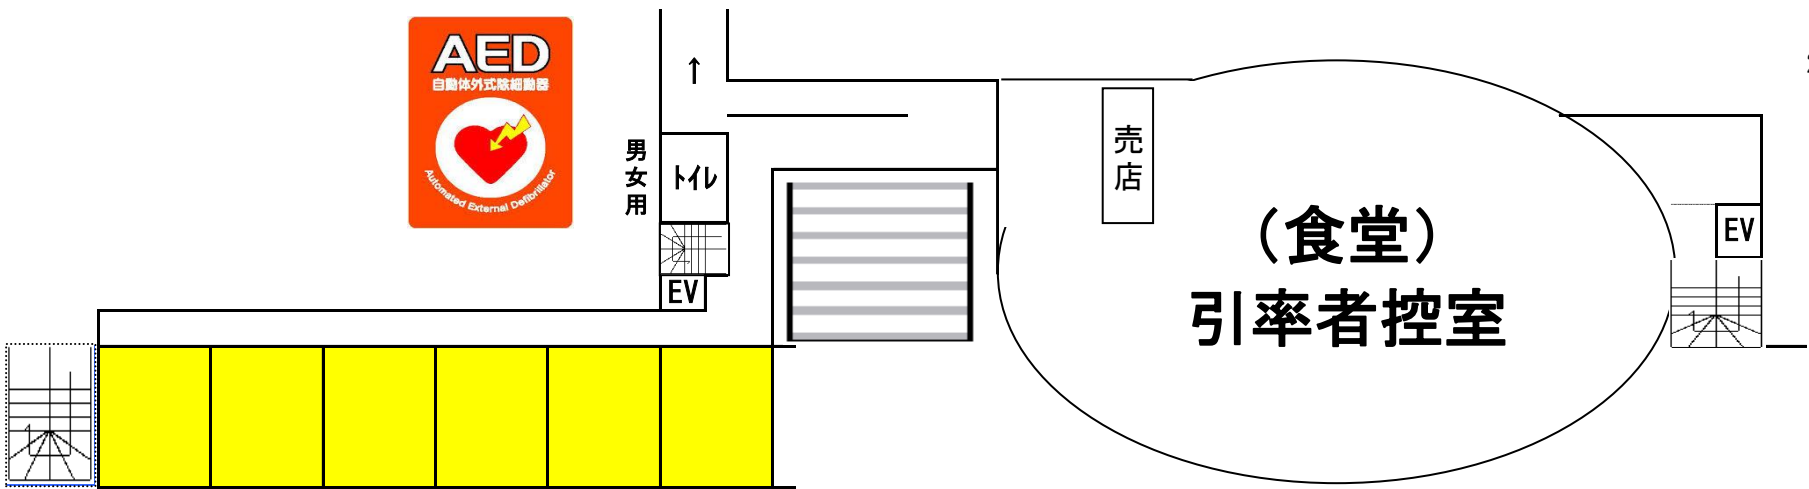 AED
自動体外式除細動器
Automated External Defibrillator
↑
男女用
トイレ
EV
売店
（食堂）
引率者控室
EV